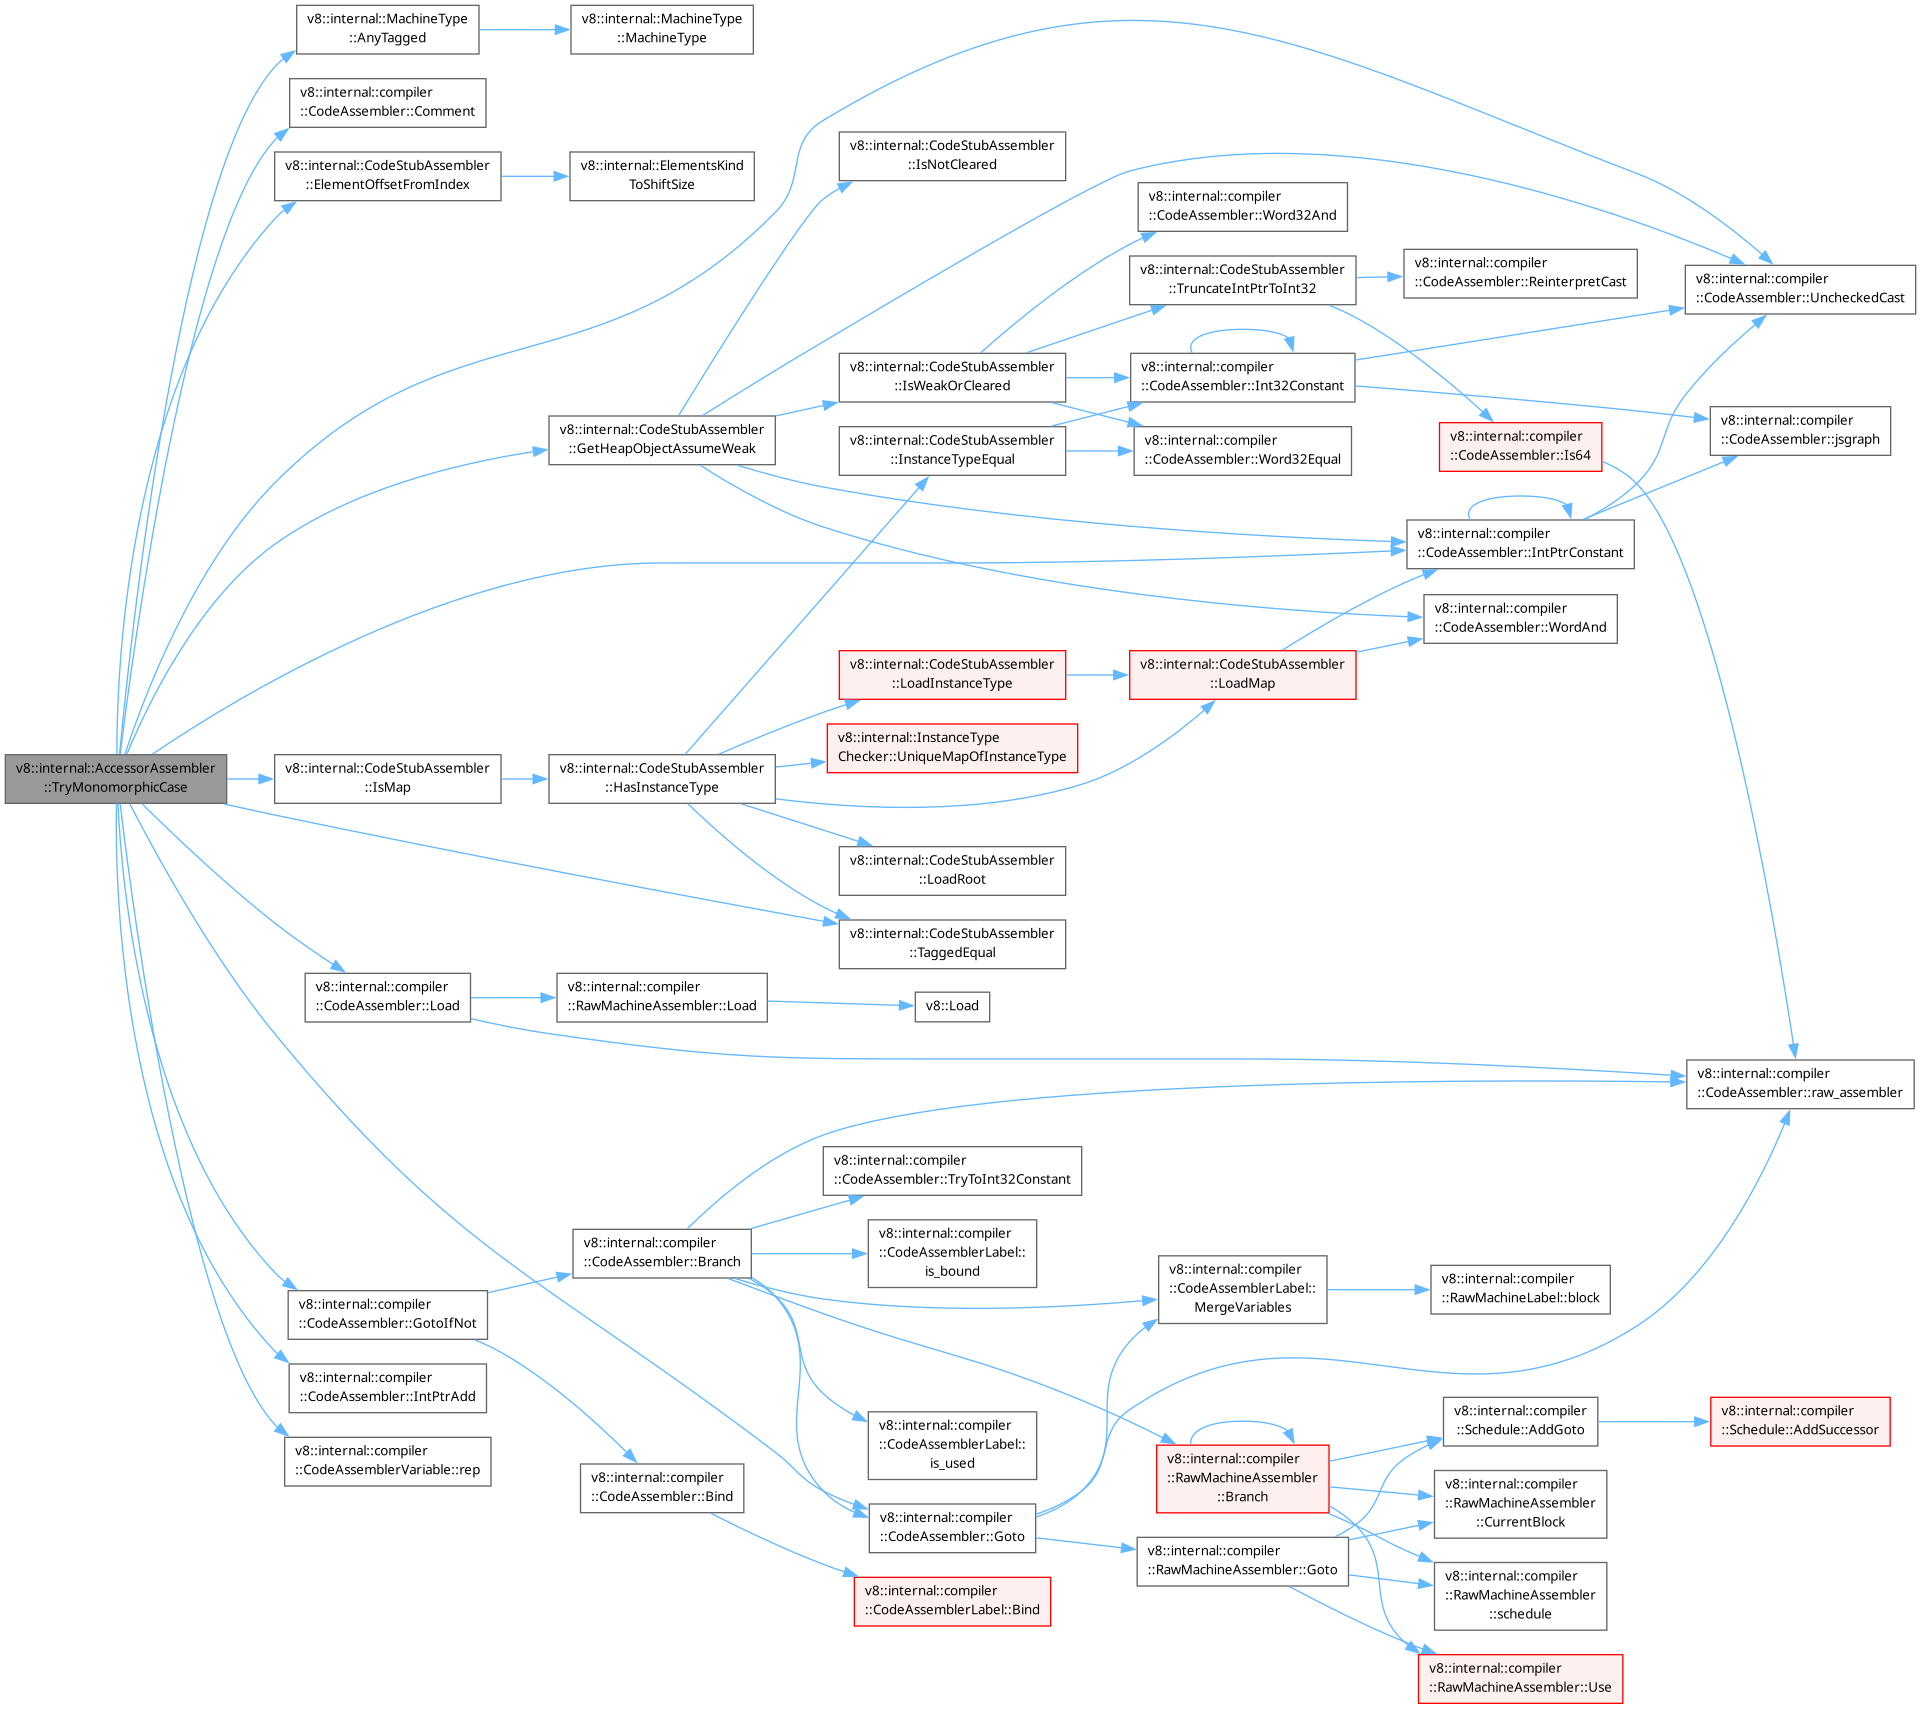 v8::internal::AccessorAssembler
::TryMonomorphicCase
v8::internal::MachineType
::AnyTagged
v8::internal::MachineType
::MachineType
v8::internal::compiler
::CodeAssembler::Comment
v8::internal::CodeStubAssembler
::ElementOffsetFromIndex
v8::internal::ElementsKind
ToShiftSize
v8::internal::CodeStubAssembler
::GetHeapObjectAssumeWeak
v8::internal::CodeStubAssembler
::IsNotCleared
v8::internal::CodeStubAssembler
::IsWeakOrCleared
v8::internal::compiler
::CodeAssembler::Word32And
v8::internal::CodeStubAssembler
::TruncateIntPtrToInt32
v8::internal::compiler
::CodeAssembler::ReinterpretCast
v8::internal::compiler
::CodeAssembler::UncheckedCast
v8::internal::compiler
::CodeAssembler::Int32Constant
v8::internal::CodeStubAssembler
::InstanceTypeEqual
v8::internal::compiler
::CodeAssembler::Word32Equal
v8::internal::compiler
::CodeAssembler::Is64
v8::internal::compiler
::CodeAssembler::jsgraph
v8::internal::compiler
::CodeAssembler::IntPtrConstant
v8::internal::compiler
::CodeAssembler::WordAnd
v8::internal::CodeStubAssembler
::LoadInstanceType
v8::internal::CodeStubAssembler
::LoadMap
v8::internal::InstanceType
Checker::UniqueMapOfInstanceType
v8::internal::CodeStubAssembler
::IsMap
v8::internal::CodeStubAssembler
::HasInstanceType
v8::internal::CodeStubAssembler
::LoadRoot
v8::internal::CodeStubAssembler
::TaggedEqual
v8::internal::compiler
::CodeAssembler::Load
v8::internal::compiler
::RawMachineAssembler::Load
v8::Load
v8::internal::compiler
::CodeAssembler::raw_assembler
v8::internal::compiler
::CodeAssembler::TryToInt32Constant
v8::internal::compiler
::CodeAssembler::Branch
v8::internal::compiler
::CodeAssemblerLabel::
is_bound
v8::internal::compiler
::CodeAssemblerLabel::
MergeVariables
v8::internal::compiler
::RawMachineLabel::block
v8::internal::compiler
::CodeAssembler::GotoIfNot
v8::internal::compiler
::CodeAssembler::IntPtrAdd
v8::internal::compiler
::CodeAssemblerVariable::rep
v8::internal::compiler
::CodeAssembler::Bind
v8::internal::compiler
::CodeAssemblerLabel::
is_used
v8::internal::compiler
::RawMachineAssembler
::Branch
v8::internal::compiler
::Schedule::AddGoto
v8::internal::compiler
::Schedule::AddSuccessor
v8::internal::compiler
::RawMachineAssembler
::CurrentBlock
v8::internal::compiler
::CodeAssembler::Goto
v8::internal::compiler
::RawMachineAssembler::Goto
v8::internal::compiler
::CodeAssemblerLabel::Bind
v8::internal::compiler
::RawMachineAssembler
::schedule
v8::internal::compiler
::RawMachineAssembler::Use